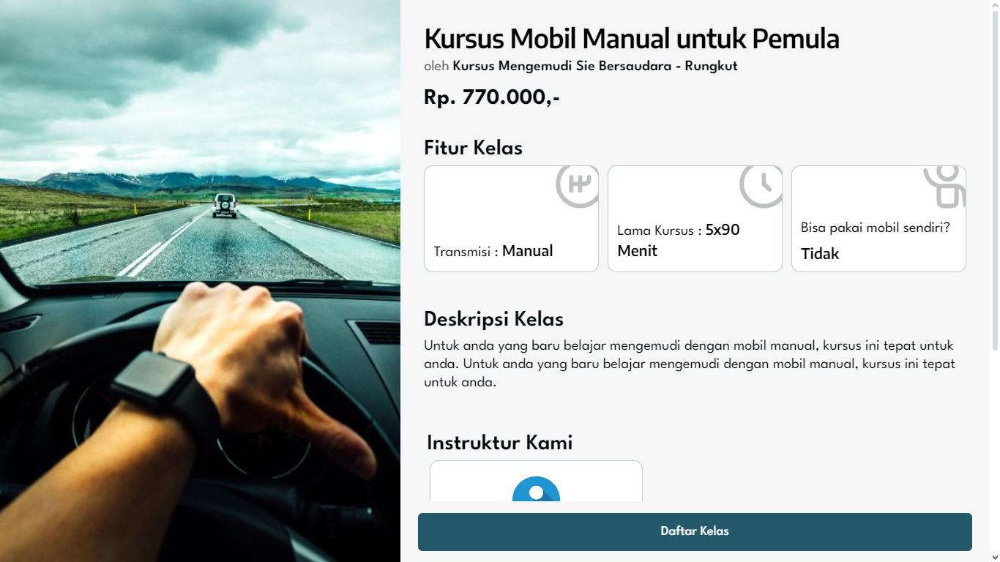 Kursus Mobil Manual untuk Pemula
oleh Kursus Mengemudi Sie Bersaudara - Rungkut
Rp. 770.000,-
Fitur Kelas
Transmisi : Manual
Lama Kursus : 5x90
Menit
Bisa pakai mobil sendiri?
Tidak
Deskripsi Kelas
Untuk anda yang baru belajar mengemudi dengan mobil manual, kursus ini tepat untuk
anda. Untuk anda yang baru belajar mengemudi dengan mobil manual, kursus ini tepat
untuk anda.
Instruktur Kami
Daftar Kelas